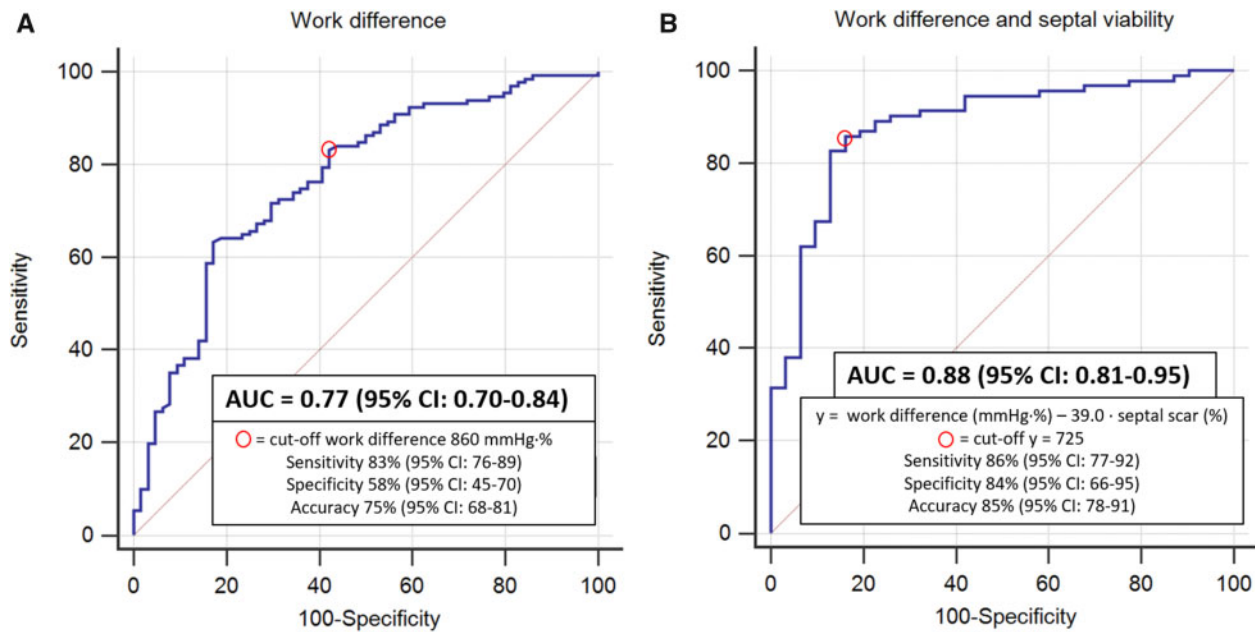 A
Work difference
100
80
60
40
20
0
Sensitivity
AUC = 0.77 (95% CI: 0.70-0.84)
= cut-off work difference 860 mmHg·%
Sensitivity 83% (95% CI: 76-89)
Specificity 58% (95% CI: 45-70)
Accuracy 75% (95% CI: 68-81)
0 20 40 60 80 100
100-Specificity
B
Work difference and septal viability
100
80
60
40
20
0
Sensitivity
AUC = 0.88 (95% CI: 0.81-0.95)
y = work difference (mmHg·%) – 39.0 · septal scar (%)
= cut-off y = 725
Sensitivity 86% (95% CI: 77-92)
Specificity 84% (95% CI: 66-95)
Accuracy 85% (95% CI: 78-91)
0 20 40 60 80 100
100-Specificity